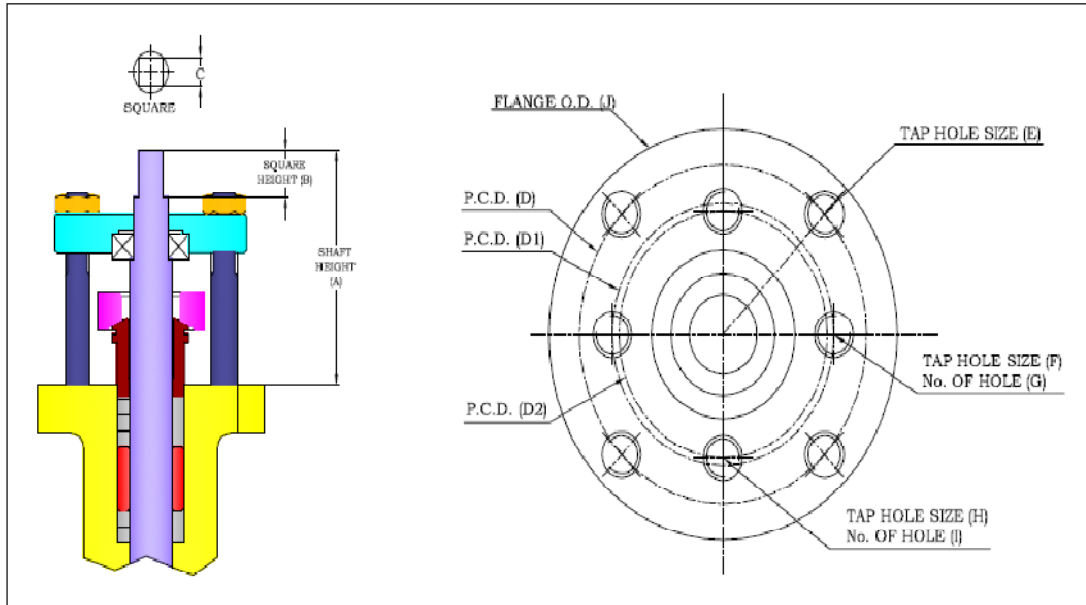 C
SQUARE
SQUARE
HEIGHT (B)
SHAFT
HEIGHT
(A)
FLANGE O.D. (J)
TAP HOLE SIZE (E)
P.C.D. (D)
P.C.D. (D1)
TAP HOLE SIZE (F)
No. OF HOLE (G)
P.C.D. (D2)
TAP HOLE SIZE (H)
No. OF HOLE (I)